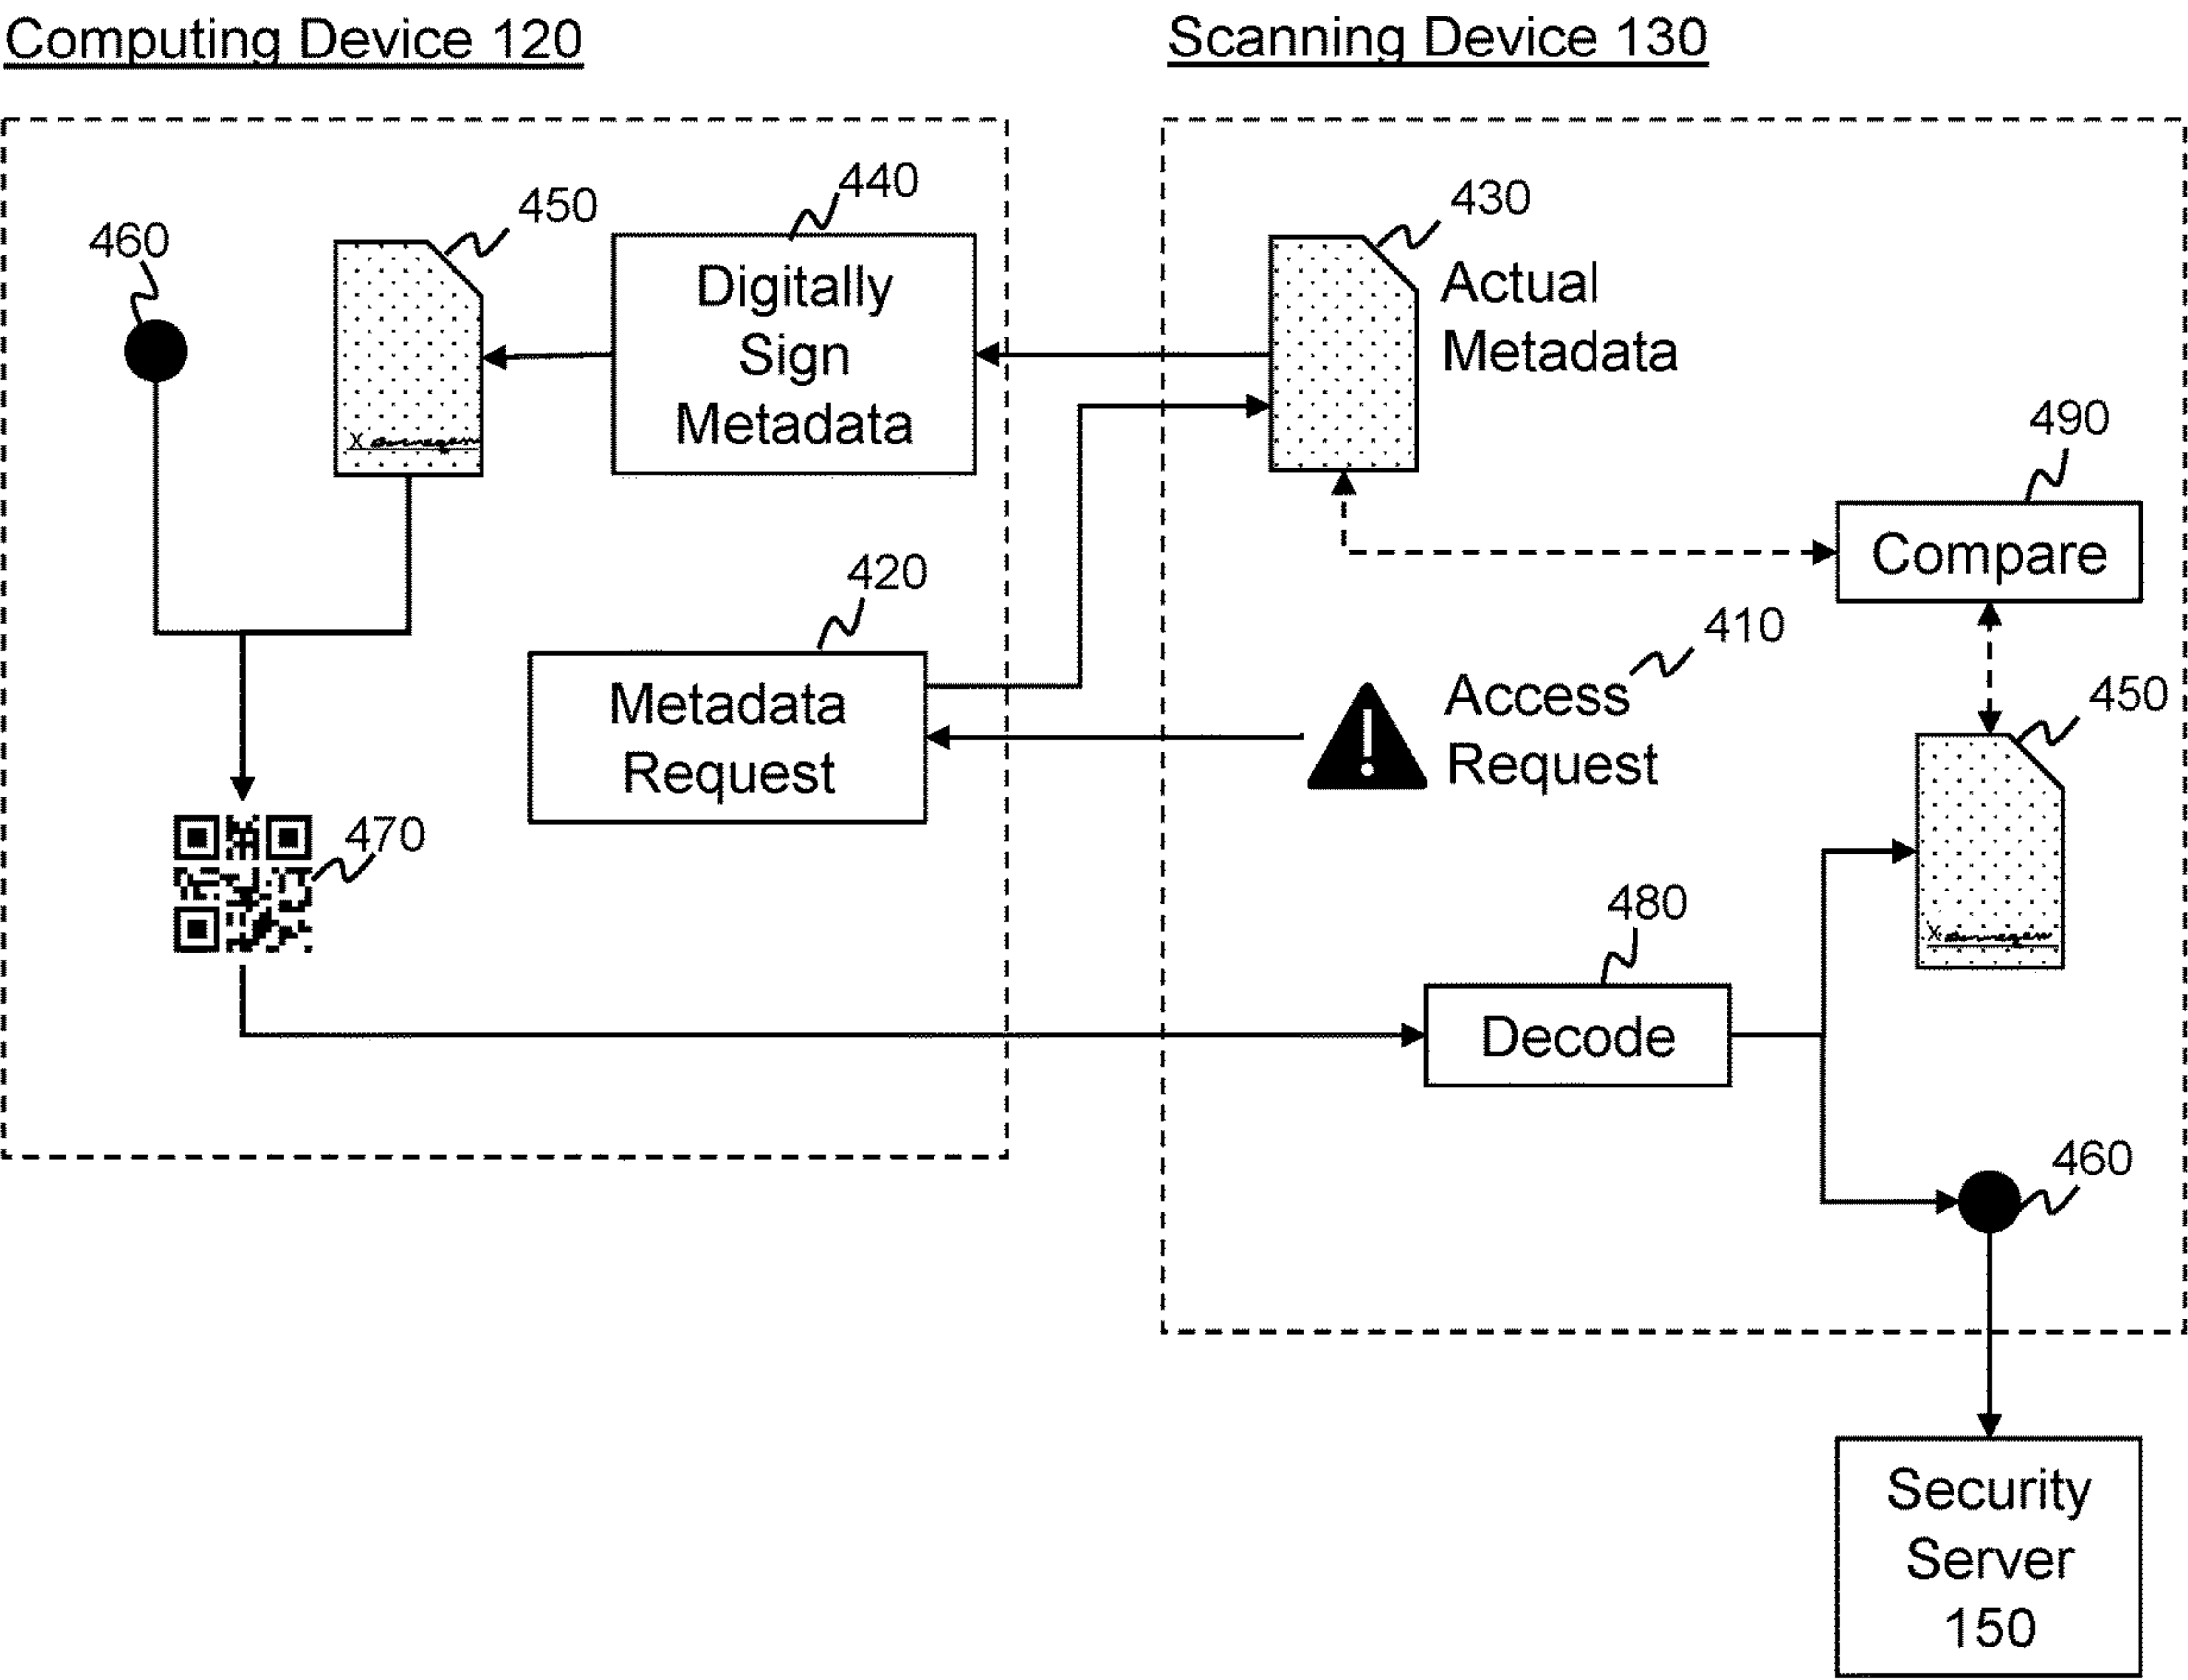 Computing Device 120
Scanning Device 130
460
450
440
Digitally
Sign
Metadata
430
Actual
Metadata
490
Compare
420
Metadata
Request
410
Access
Request
450
X
470
480
Decode
X
460
Security
Server
150